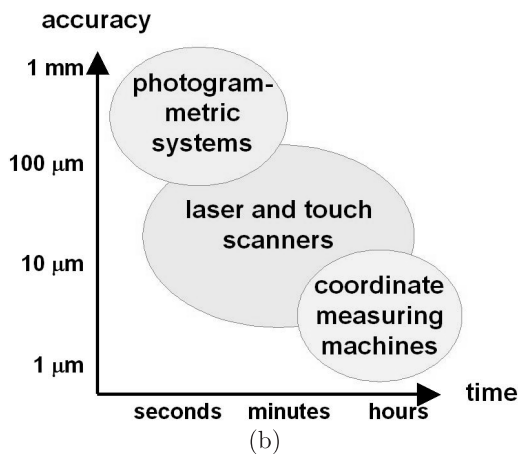 accuracy
1 mm
photogram-
metric
systems
100 μm
laser and touch
scanners
10 μm
coordinate
measuring
machines
1 μm
time
seconds minutes hours
(b)